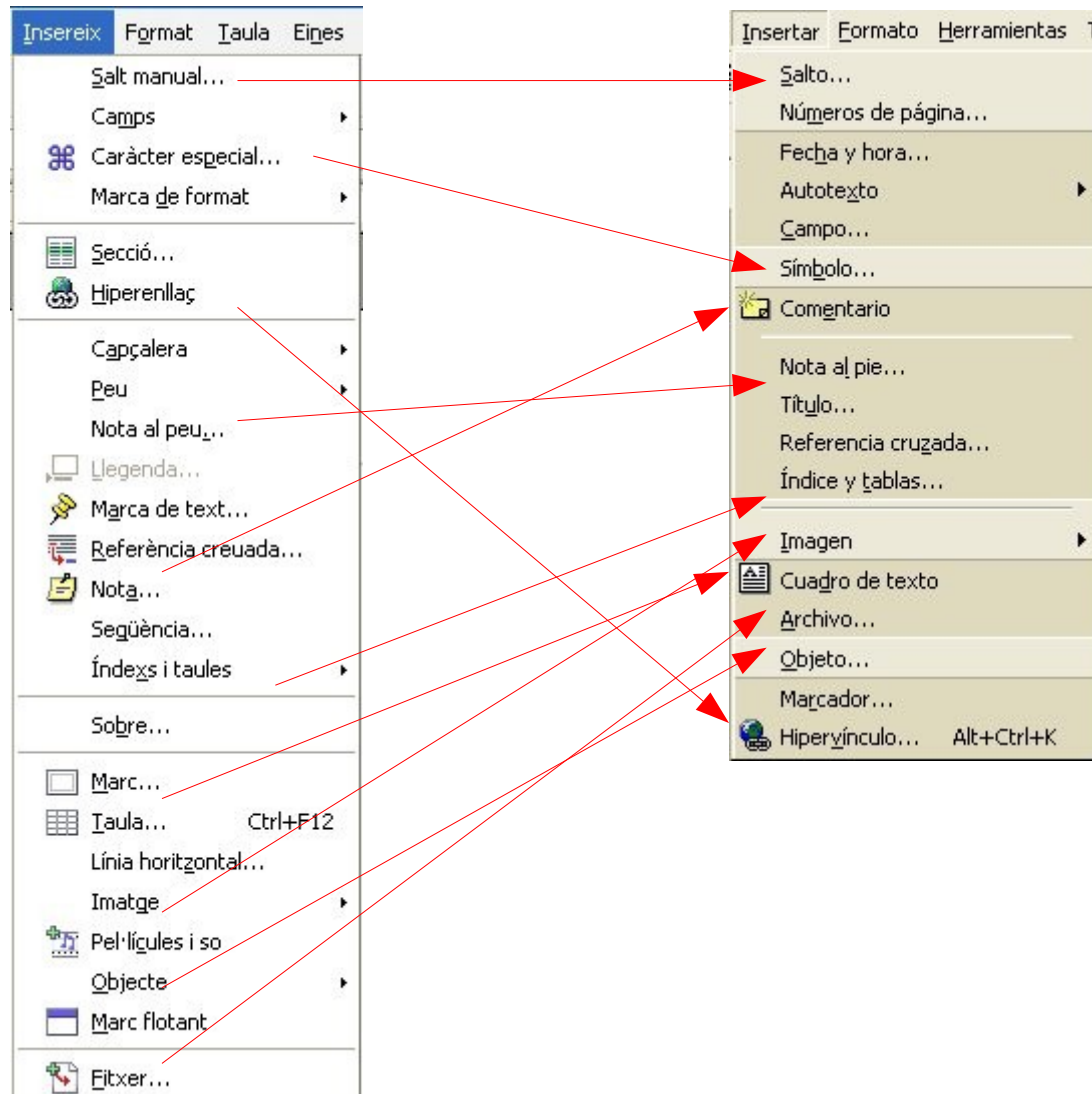 Insereix Format Taula Eines
Salt manual...
Camps
Caràcter especial...
Marca de format
Secció...
Hiperenllaç
Capçalera
Peu
Nota al peu...
Llegenda...
Marca de text...
Referència creuada...
Nota...
Seqüència...
Índexs i taules
Sobre...
Marc...
Taula... Ctrl+F12
Línia horitzontal...
Imatge
Pel·lícules i so
Objecte
Marc flotant
Fitxer...
Insertar Formato Herramientas T
Salto...
Números de página...
Fecha y hora...
Autotexto
Campo...
Símbolo...
Comentario
Nota al pie...
Título...
Referencia cruzada...
Índice y tablas...
Imagen
Cuadro de texto
Archivo...
Objeto...
Marcador...
Hipervínculo... Alt+Ctrl+K